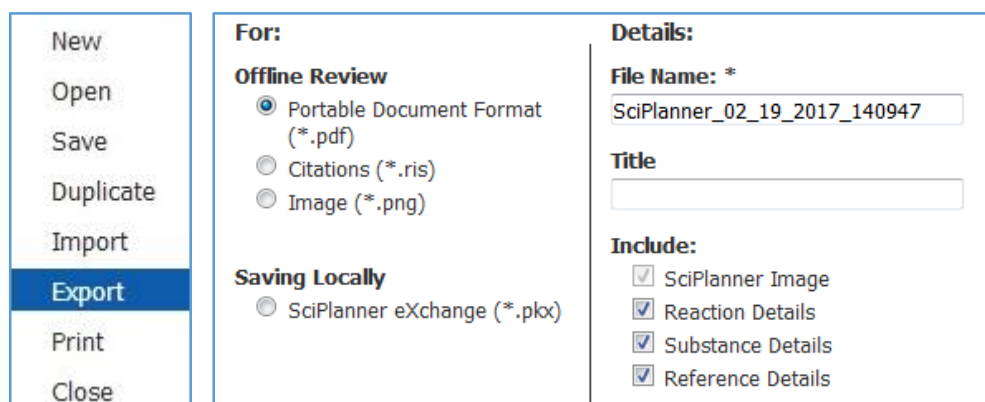 New
Open
Save
Duplicate
Import
Export
Print
Close
For:
Offline Review
Portable Document Format
(*.pdf)
Citations (*.ris)
Image (*.png)
Saving Locally
SciPlanner eXchange (*.pkx)
Details:
File Name: *
SciPlanner_02_19_2017_140947
Title
Include:
SciPlanner Image
Reaction Details
Substance Details
Reference Details